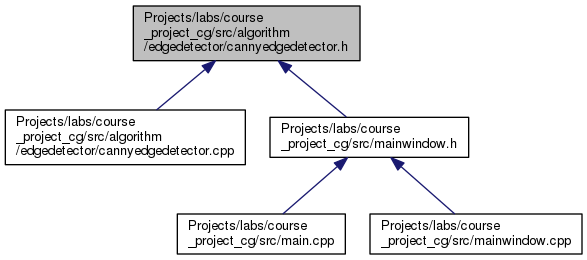 Projects/labs/course
_project_cg/src/algorithm
/edgedetector/cannyedgedetector.h
Projects/labs/course
_project_cg/src/algorithm
/edgedetector/cannyedgedetector.cpp
Projects/labs/course
_project_cg/src/mainwindow.h
Projects/labs/course
_project_cg/src/main.cpp
Projects/labs/course
_project_cg/src/mainwindow.cpp